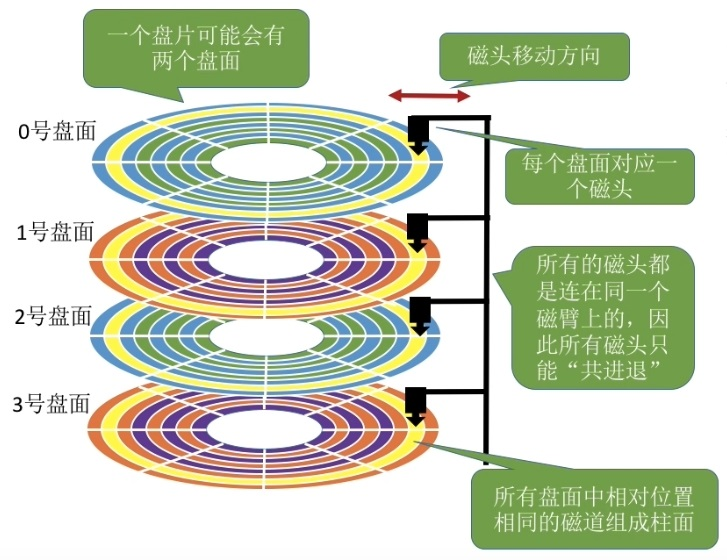 一个盘片可能会有
两个盘面
磁头移动方向
0号盘面
每个盘面对应一
个磁头
1号盘面
所有的磁头都
是连在同一个
磁臂上的，因
此所有磁头只
能“共进退”
2号盘面
3号盘面
所有盘面中相对位置
相同的磁道组成柱面